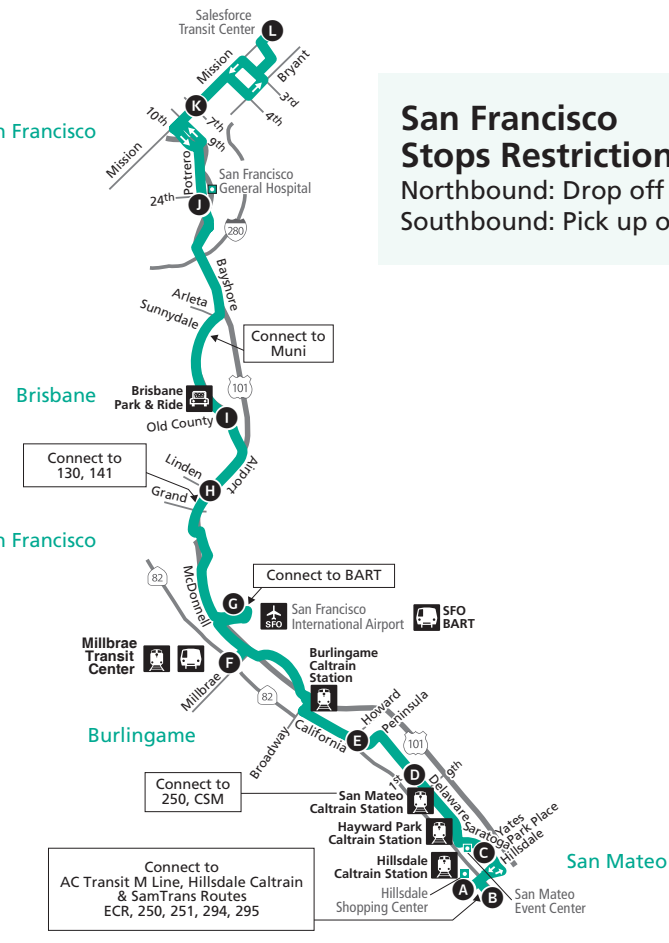 Salesforce
Transit Center
L
Mission
Bryant
3rd
4th
K
10th
7th
9th
Mission
n Francisco
San Francisco
Stops Restriction
Northbound: Drop off
Southbound: Pick up o
Potrero
San Francisco
General Hospital
24th
J
280
Bayshore
Arleta
Sunnydale
Connect to
Muni
101
Brisbane
Brisbane
Park & Ride
I
Old County
Airport
Connect to
130, 141
Linden
H
Grand
n Francisco
82
McDonnell
Connect to BART
G
SFO
San Francisco
International Airport
SFO
BART
Millbrae
Transit
Center
F
Millbrae
82
Burlingame
Caltrain
Station
Burlingame
Broadway
California
E
Howard
Peninsula
101
Connect to
250, CSM
1st
D
Delaware
9th
San Mateo
Caltrain Station
Hayward Park
Caltrain Station
Saratoga
Yates
Park Place
Hillsdale
C
Hillsdale
Caltrain Station
San Mateo
Connect to
AC Transit M Line, Hillsdale Caltrain
& SamTrans Routes
ECR, 250, 251, 294, 295
Hillsdale
Shopping Center
A
B
San Mateo
Event Center